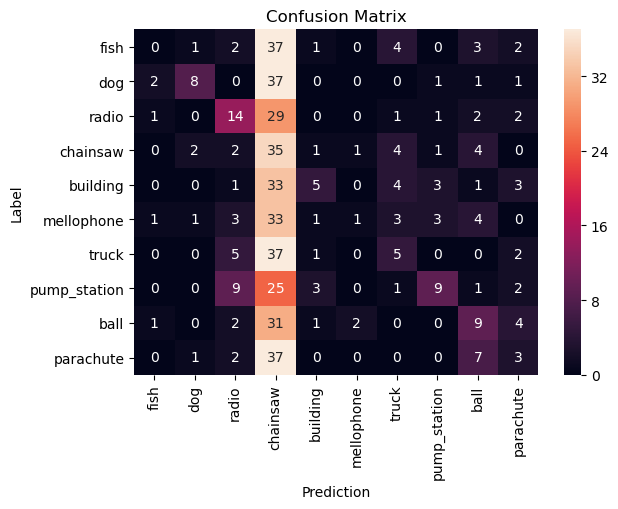 Confusion Matrix
Label
fish 0 1 2 37 1 0 4 0 3 2
dog 2 8 0 37 0 0 0 1 1 1
radio 1 0 14 29 0 0 1 1 2 2
chainsaw 0 2 2 35 1 1 4 1 4 0
building 0 0 1 33 5 0 4 3 1 3
mellophone 1 1 3 33 1 1 3 3 4 0
truck 0 0 5 37 1 0 5 0 0 2
pump_station 0 0 9 25 3 0 1 9 1 2
ball 1 0 2 31 1 2 0 0 9 4
parachute 0 1 2 37 0 0 0 0 7 3
fish dog radio chainsaw building mellophone truck pump_station ball parachute
Prediction
32
24
16
8
0